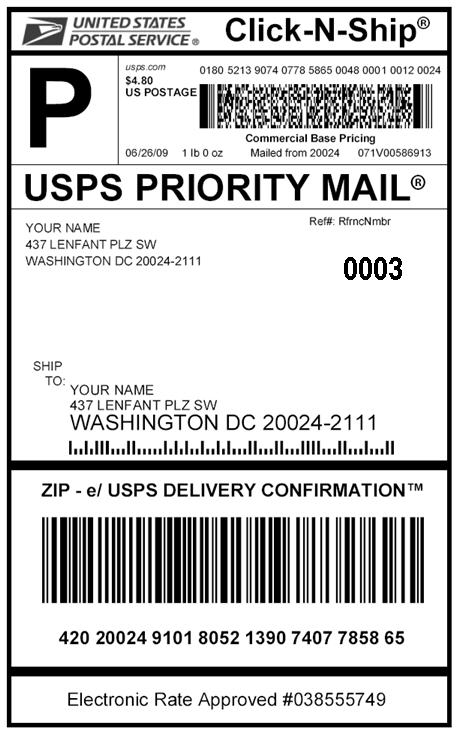 UNITED STATES
POSTAL SERVICE®
Click-N-Ship®
P
usps.com
$4.80
US POSTAGE
0180 5213 9074 0778 5865 0048 0001 0012 0024
Commercial Base Pricing
06/26/09 1 lb 0 oz Mailed from 20024 071V00586913
USPS PRIORITY MAIL®
YOUR NAME
437 LENFANT PLZ SW
WASHINGTON DC 20024-2111
Ref#: RfrncNmbr
0003
SHIP
TO:
YOUR NAME
437 LENFANT PLZ SW
WASHINGTON DC 20024-2111
ZIP - e/ USPS DELIVERY CONFIRMATION™
420 20024 9101 8052 1390 7407 7858 65
Electronic Rate Approved #038555749